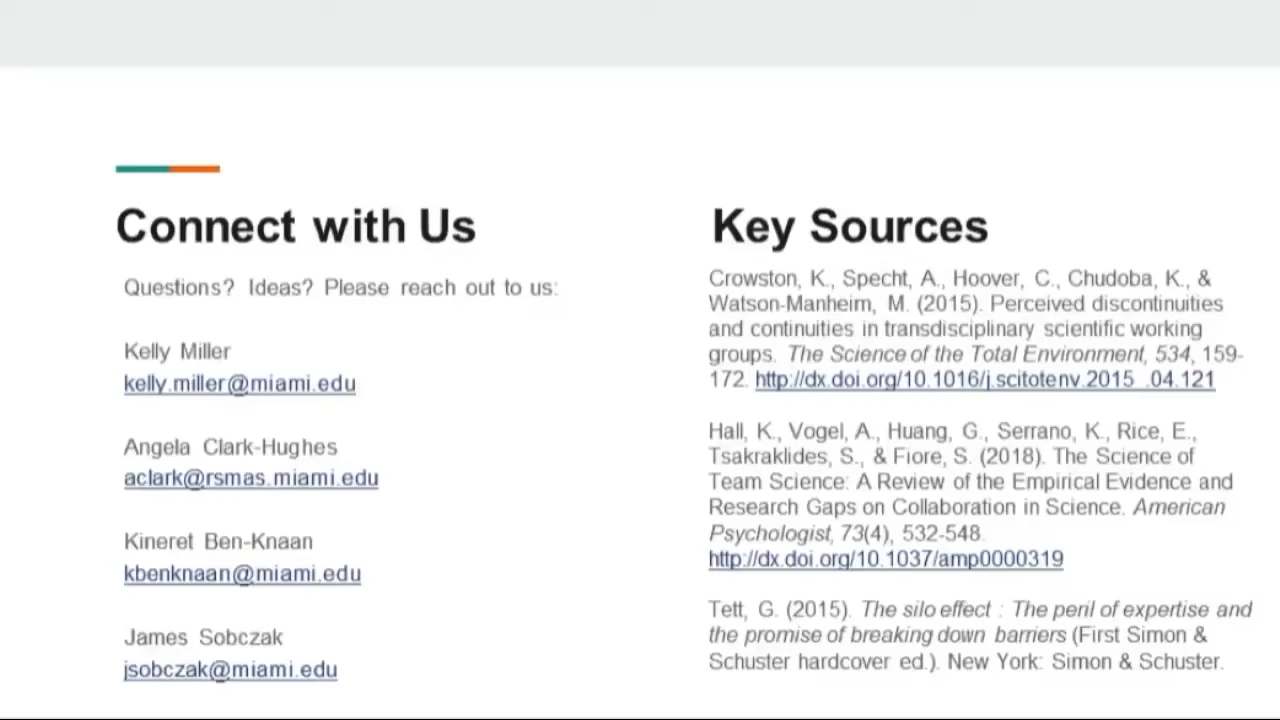 Connect with Us
Questions? Ideas? Please reach out to us:
Kelly Miller
kelly.miller@miami.edu
Angela Clark-Hughes
aclark@rsmas.miami.edu
Kineret Ben-Knaan
kbenknaan@miami.edu
James Sobczak
jsobczak@miami.edu
Key Sources
Crowston, K., Specht, A., Hoover, C., Chudoba, K., &
Watson-Manheim, M. (2015). Perceived discontinuities
and continuities in transdisciplinary scientific working
groups. The Science of the Total Environment, 534, 159-
172. http://dx.doi.org/10.1016/j.scitotenv.2015 .04.121
Hall, K., Vogel, A., Huang, G., Serrano, K., Rice, E.,
Tsakraklides, S., & Fiore, S. (2018). The Science of
Team Science: A Review of the Empirical Evidence and
Research Gaps on Collaboration in Science. American
Psychologist, 73(4), 532-548.
http://dx.doi.org/10.1037/amp0000319
Tett, G. (2015). The silo effect : The peril of expertise and
the promise of breaking down barriers (First Simon &
Schuster hardcover ed.). New York: Simon & Schuster.